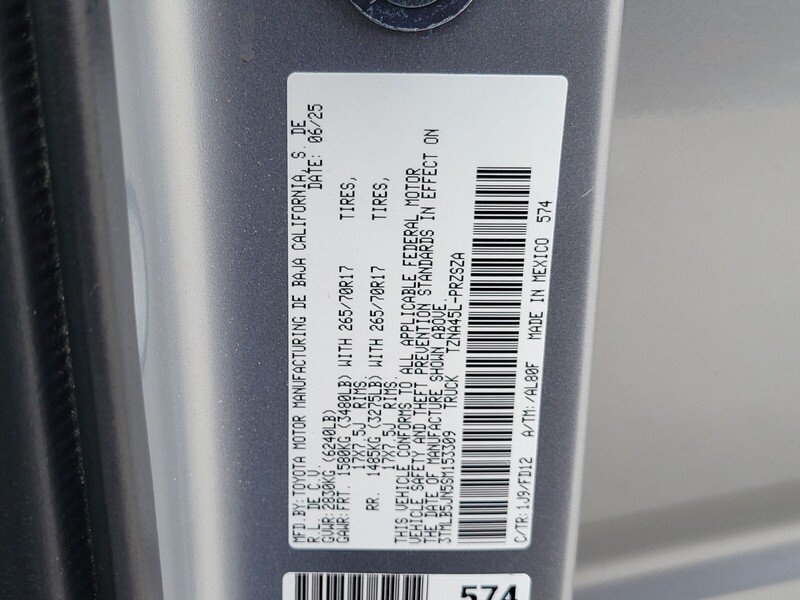 MFD.BY:TOYOTA MOTOR MANUFACTURING DE BAJA CALIFORNIA, S. DE
R.L. DE C.V. DATE: 06/25
GVWR:2830KG (6240LB)
GAWR:FRT. 1580KG (3480LB) WITH 265/70R17 TIRES,
17X7.5J RIMS
RR. 1485KG (3275LB) WITH 265/70R17 TIRES,
17X7.5J RIMS.
THIS VEHICLE CONFORMS TO ALL APPLICABLE FEDERAL MOTOR
VEHICLE SAFETY AND THEFT PREVENTION STANDARDS IN EFFECT ON
THE DATE OF MANUFACTURE SHOWN ABOVE.
3TMLB5JN5SM153309 TRUCK TZNA45L-PRZSZA
C/TR:1J9/FD12 A/TM:/AL80F MADE IN MEXICO 574
574